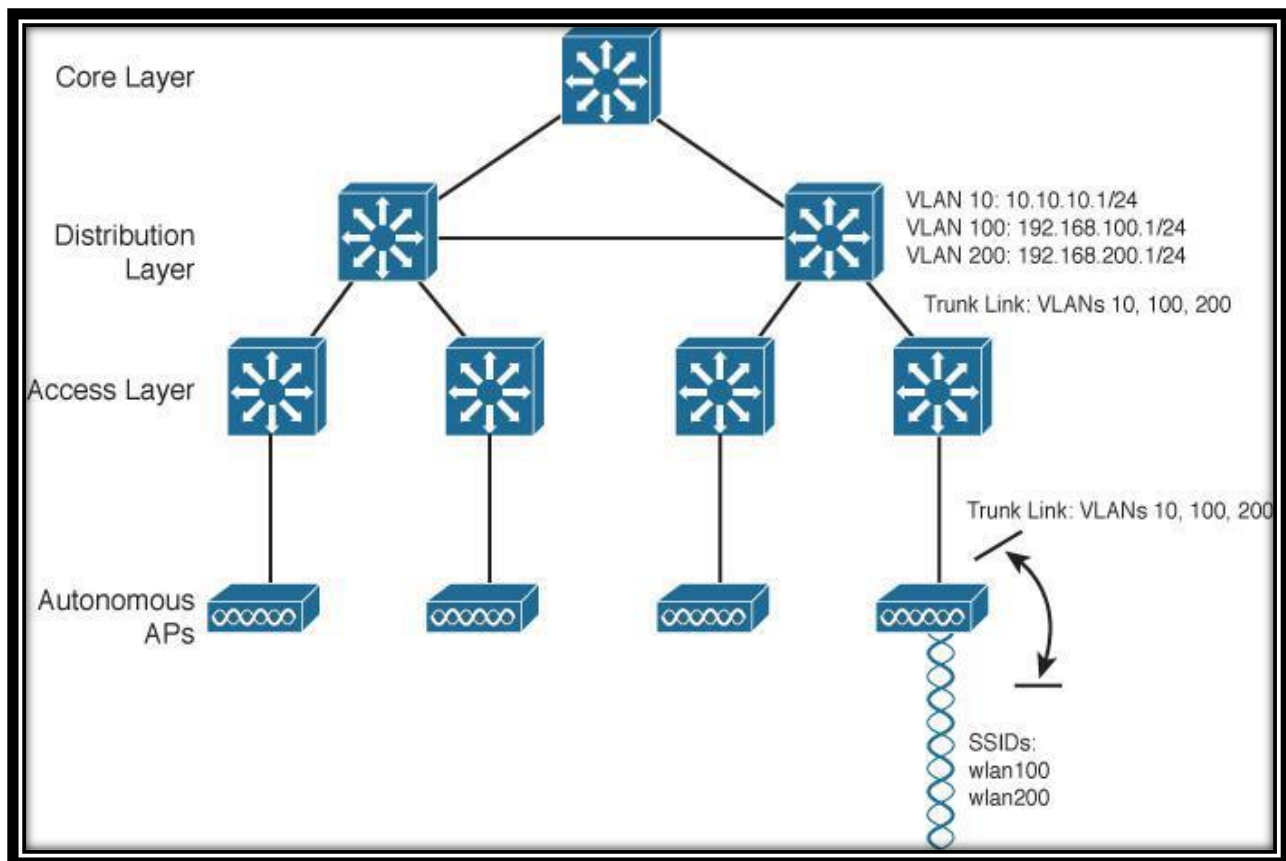 Core Layer
Distribution
Layer
VLAN 10: 10.10.10.1/24
VLAN 100: 192.168.100.1/24
VLAN 200: 192.168.200.1/24
Trunk Link: VLANs 10, 100, 200
Access Layer
Trunk Link: VLANs 10, 100, 200
Autonomous
APs
SSIDs:
wlan100
wlan200